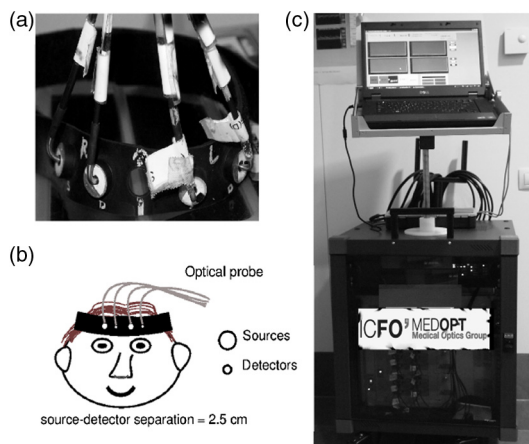 (a)
R
L
(b)
Optical probe
Sources
Detectors
source-detector separation = 2.5 cm
(c)
ICFO MEDOPT
Medical Optics Group